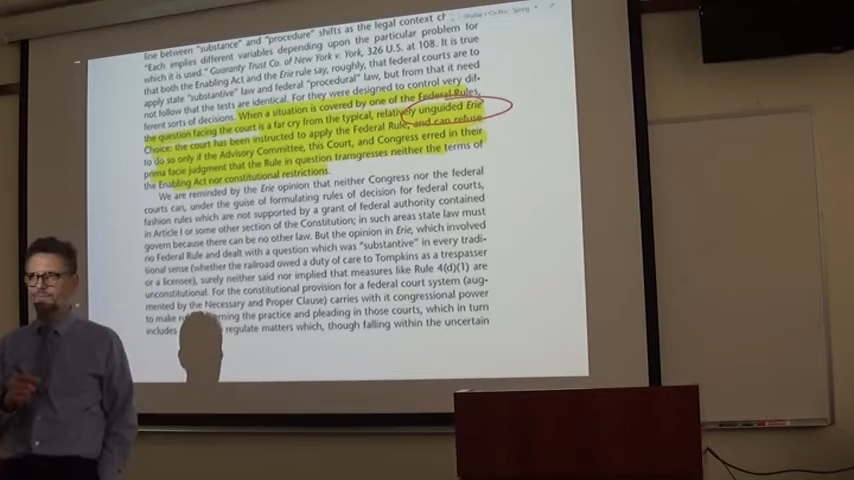 line between "substance" and "procedure" shifts as the legal context
"Each implies different variables depending upon the particular problem for
which it is used." Guaranty Trust Co. of New York v. York, 326 U.S. at 108. It is true
that both the Enabling Act and the Erie rule say, roughly, that federal courts are to
apply state "substantive" law and federal "procedural" law, but from that it need
not follow that the tests are identical. For they were designed to control very dif-
ferent sorts of decisions. When a situation is covered by one of the Federal Rules,
the question facing the court is a far cry from the typical, relatively unguided Erie
Choice: the court has been instructed to apply the Federal Rule, and can refuse
to do so only if the Advisory Committee, this Court, and Congress erred in their
prima facie judgment that the Rule in question transgresses neither the terms of
the Enabling Act nor constitutional restrictions.
We are reminded by the Erie opinion that neither Congress nor the federal
courts can, under the guise of formulating rules of decision for federal courts,
fashion rules which are not supported by a grant of federal authority contained
in Article I or some other section of the Constitution; in such areas state law must
govern because there can be no other law. But the opinion in Erie, which involved
no Federal Rule and dealt with a question which was "substantive" in every tradi-
tional sense (whether the railroad owed a duty of care to Tompkins as a trespasser
or a licensee), surely neither said nor implied that measures like Rule 4(d)(1) are
unconstitutional. For the constitutional provision for a federal court system (aug-
mented by the Necessary and Proper Clause) carries with it congressional power
to make governing the practice and pleading in those courts, which in turn
includes regulate matters which, though falling within the uncertain